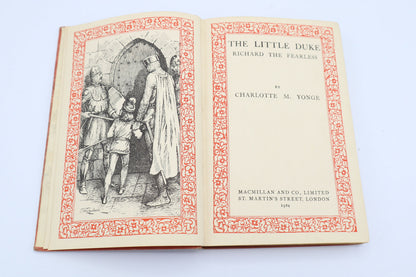 THE LITTLE DUKE
RICHARD THE FEARLESS
BY
CHARLOTTE M. YONGE
MACMILLAN AND CO., LIMITED
ST. MARTIN'S STREET, LONDON